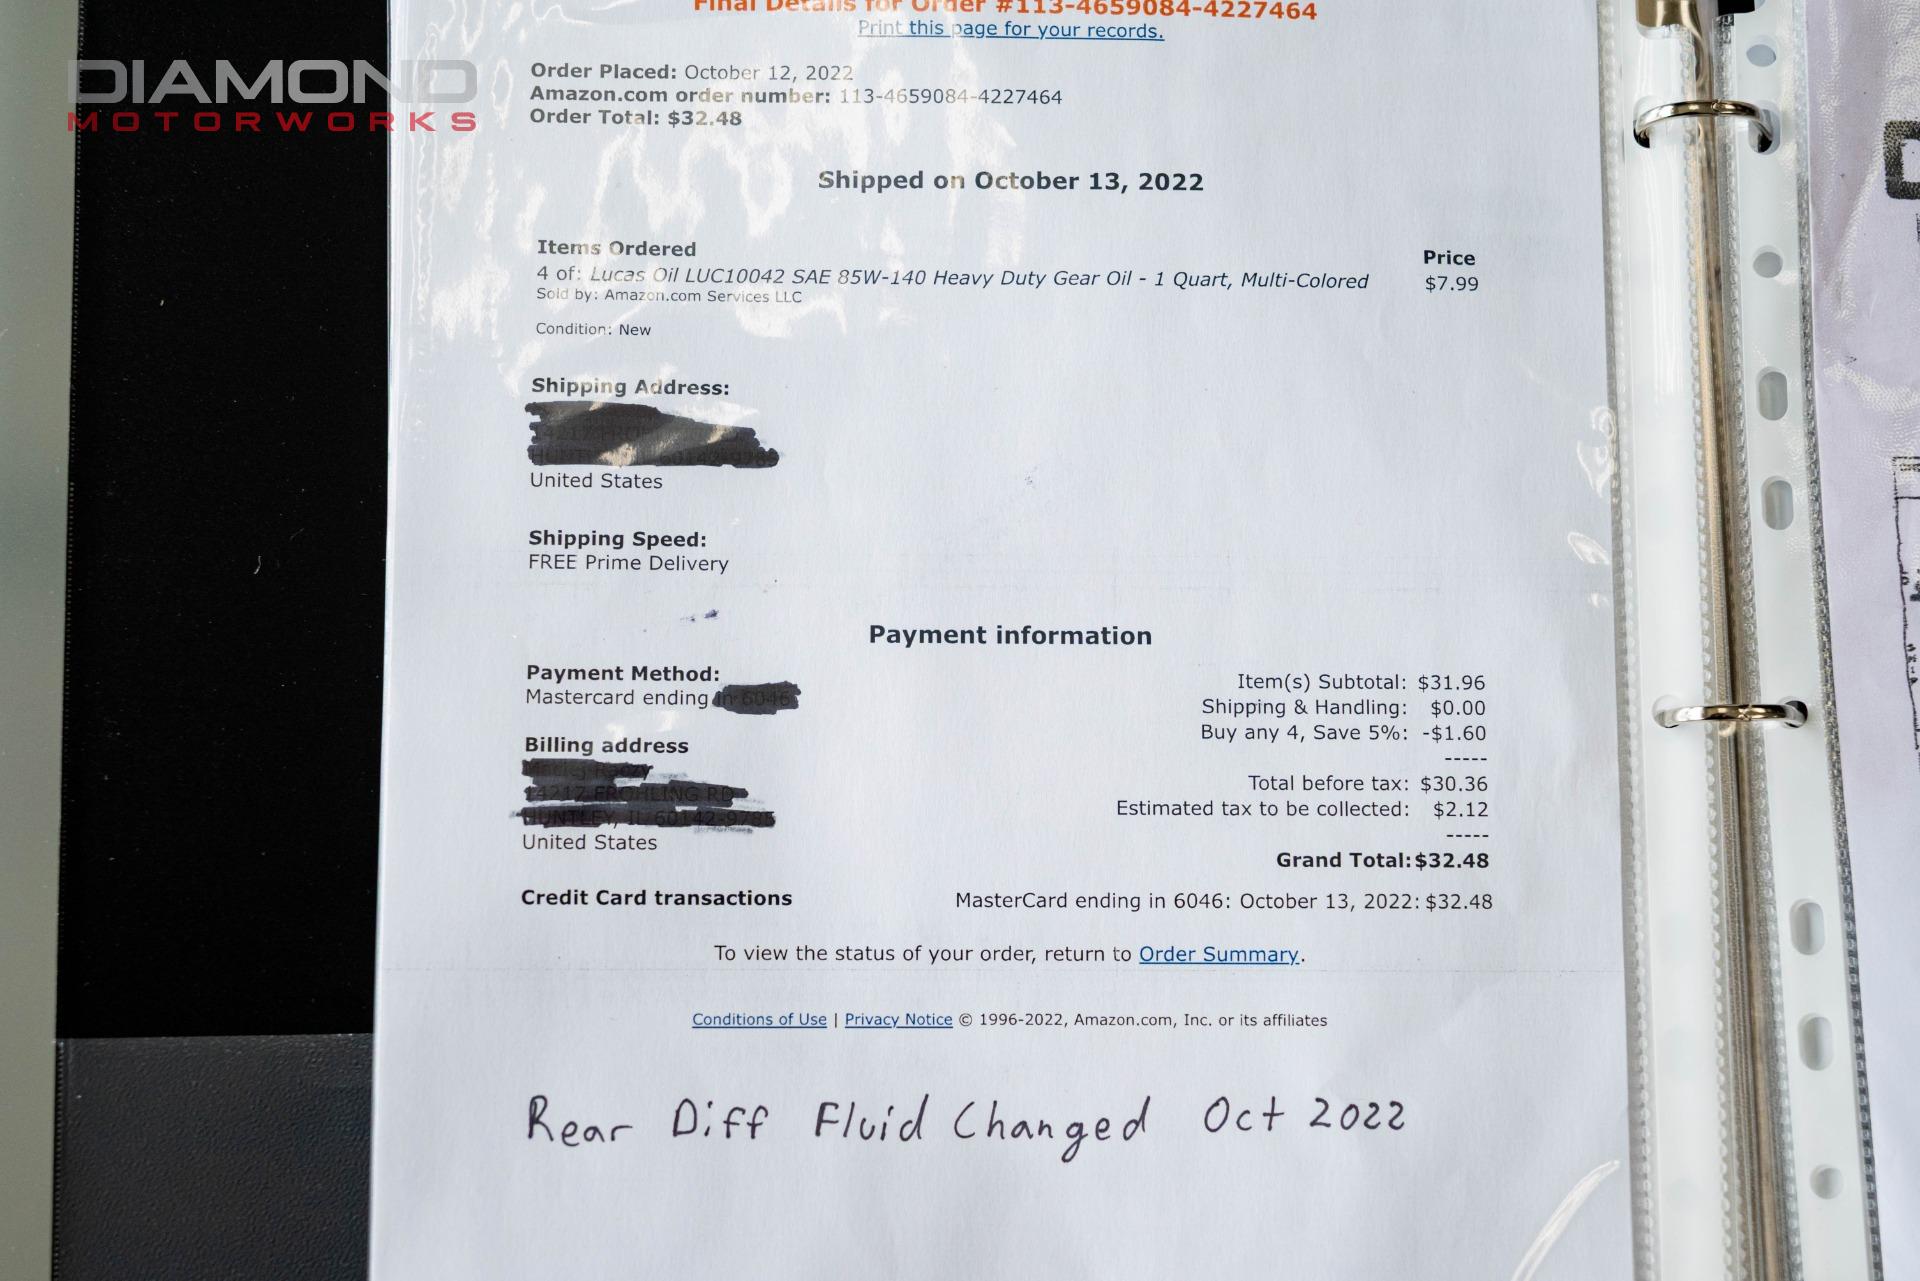 DIAMOND
MOTORWORKS
Final Details for Order #113-4659084-4227464
Print this page for your records.
Order Placed: October 12, 2022
Amazon.com order number: 113-4659084-4227464
Order Total: $32.48
Shipped on October 13, 2022
Items Ordered Price
4 of: Lucas Oil LUC10042 SAE 85W-140 Heavy Duty Gear Oil - 1 Quart, Multi-Colored $7.99
Sold by: Amazon.com Services LLC
Condition: New
Shipping Address:
United States
Shipping Speed:
FREE Prime Delivery
Payment information
Payment Method:
Mastercard ending
Billing address
United States
Item(s) Subtotal: $31.96
Shipping & Handling: $0.00
Buy any 4, Save 5%: -$1.60
-----
Total before tax: $30.36
Estimated tax to be collected: $2.12
-----
Grand Total: $32.48
Credit Card transactions MasterCard ending in 6046: October 13, 2022: $32.48
To view the status of your order, return to Order Summary.
Conditions of Use | Privacy Notice © 1996-2022, Amazon.com, Inc. or its affiliates
Rear Diff Fluid Changed Oct 2022